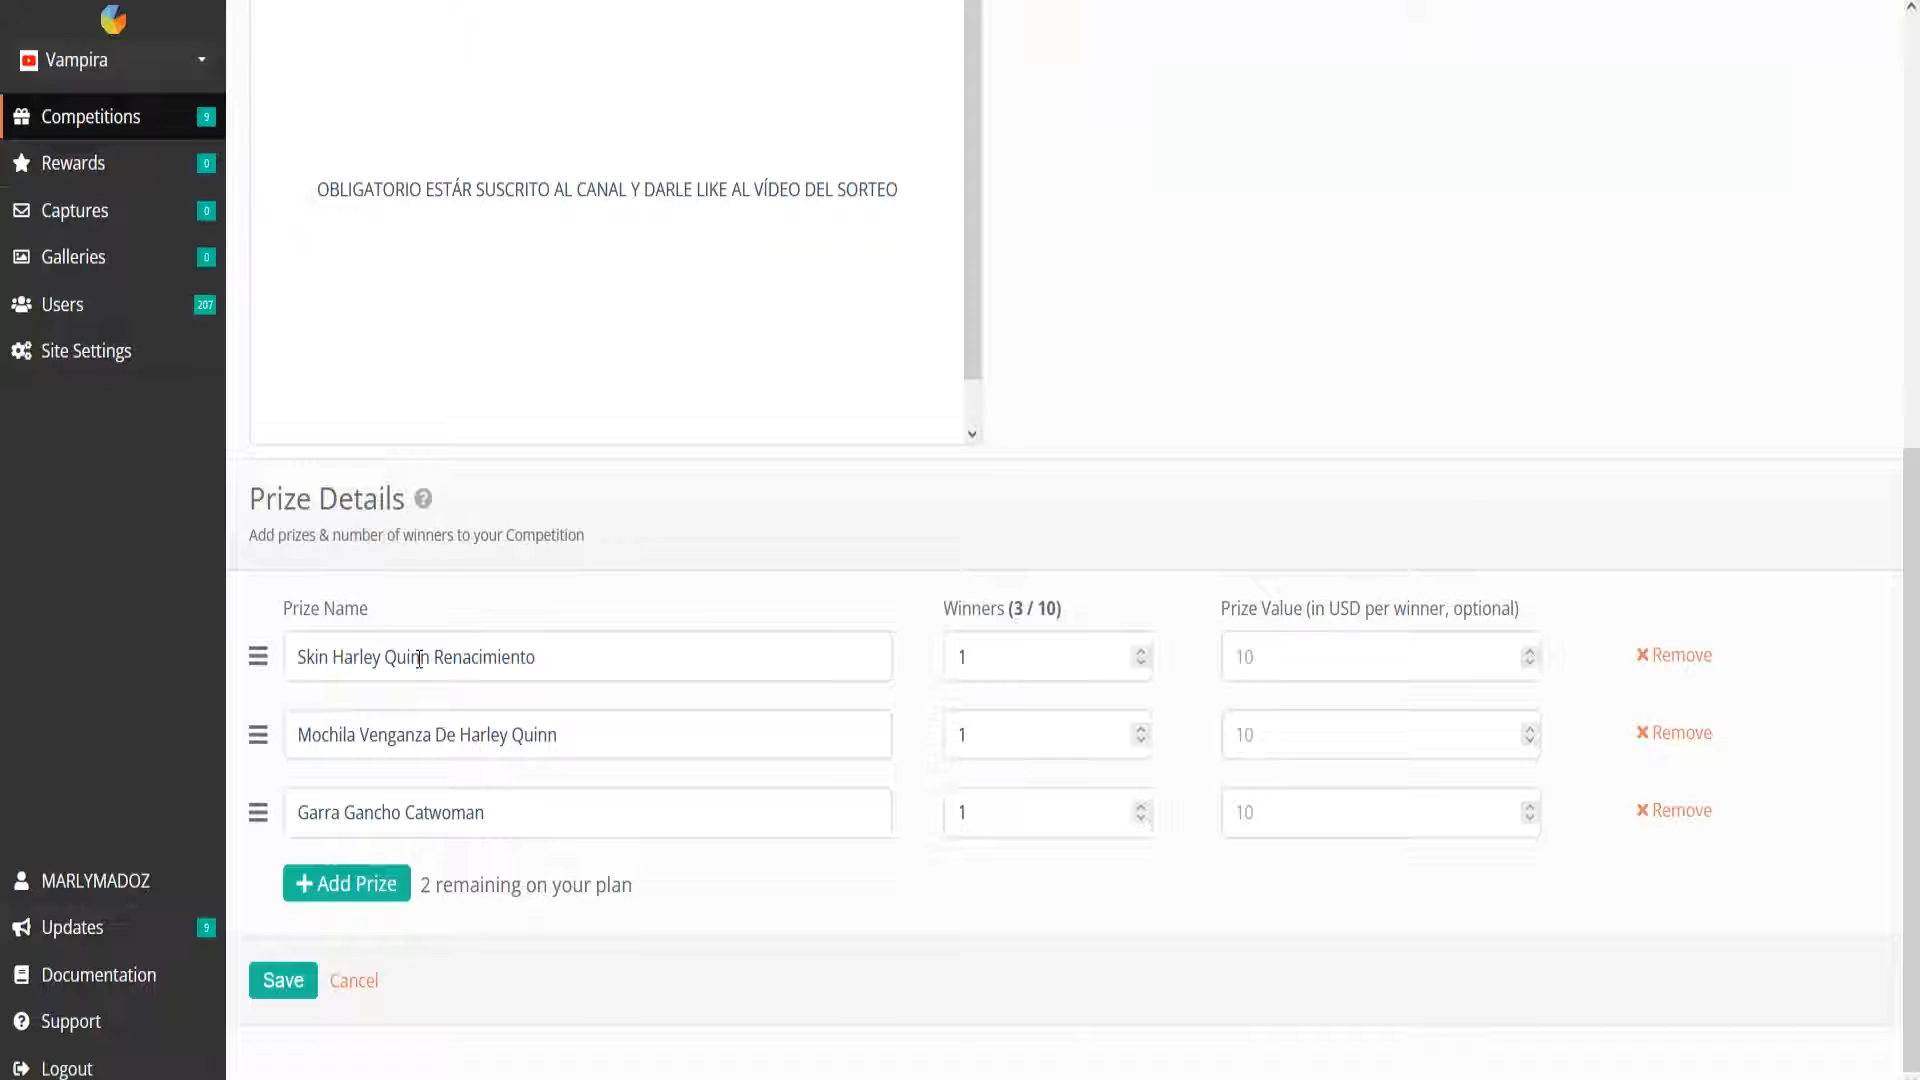 Vampira
Competitions 9
Rewards 0
Captures 0
Galleries 0
Users 207
Site Settings
MARLYMADOZ
Updates 9
Documentation
Support
Logout
OBLIGATORIO ESTÁR SUSCRITO AL CANAL Y DARLE LIKE AL VÍDEO DEL SORTEO
Prize Details ?
Add prizes & number of winners to your Competition
Prize Name Winners (3 / 10) Prize Value (in USD per winner, optional)
Skin Harley Quinn Renacimiento 1 10 Remove
Mochila Venganza De Harley Quinn 1 10 Remove
Garra Gancho Catwoman 1 10 Remove
+ Add Prize 2 remaining on your plan
Save Cancel